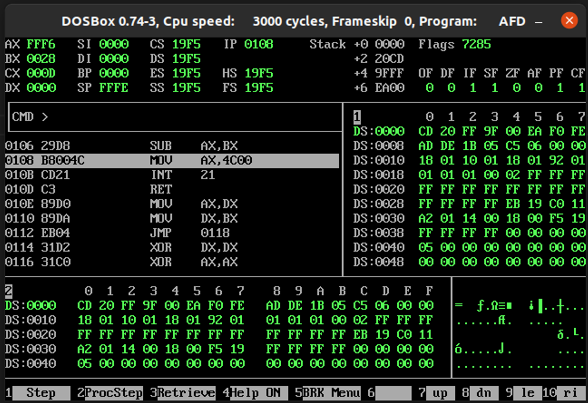 DOSBox 0.74-3, Cpu speed: 3000 cycles, Frameskip 0, Program: AFD
AX FFF6 SI 0000 CS 19F5 IP 0108 Stack +0 0000 Flags 7285
BX 0028 DI 0000 DS 19F5 +2 20CD
CX 000D BP 0000 ES 19F5 HS 19F5 +4 9FFF OF DF IF SF ZF AF PF CF
DX 0000 SP FFFE SS 19F5 FS 19F5 +6 EA00 0 0 1 1 0 0 1 1
CMD >
1 0 1 2 3 4 5 6 7
DS:0000 CD 20 FF 9F 00 EA F0 FE
0106 29D8 SUB AX,BX DS:0008 AD DE 1B 05 C5 06 00 00
0108 B8004C MOV AX,4C00 DS:0010 18 01 10 01 18 01 92 01
010B CD21 INT 21 DS:0018 01 01 01 00 02 FF FF FF
010D C3 RET DS:0020 FF FF FF FF FF FF FF FF
010E 89D0 MOV AX,DX DS:0028 FF FF FF FF EB 19 C0 11
0110 89DA MOV DX,BX DS:0030 A2 01 14 00 18 00 F5 19
0112 EB04 JMP 0118 DS:0038 FF FF FF FF 00 00 00 00
0114 31D2 XOR DX,DX DS:0040 05 00 00 00 00 00 00 00
0116 31C0 XOR AX,AX DS:0048 00 00 00 00 00 00 00 00
2 0 1 2 3 4 5 6 7 8 9 A B C D E F
DS:0000 CD 20 FF 9F 00 EA F0 FE AD DE 1B 05 C5 06 00 00
DS:0010 18 01 10 01 18 01 92 01 01 01 01 00 02 FF FF FF
DS:0020 FF FF FF FF FF FF FF FF FF FF FF FF EB 19 C0 11
DS:0030 A2 01 14 00 18 00 F5 19 FF FF FF FF 00 00 00 00
DS:0040 05 00 00 00 00 00 00 00 00 00 00 00 00 00 00 00
1 Step 2ProcStep 3Retrieve 4Help ON 5BRK Menu 6 7 up 8 dn 9 le 10 ri